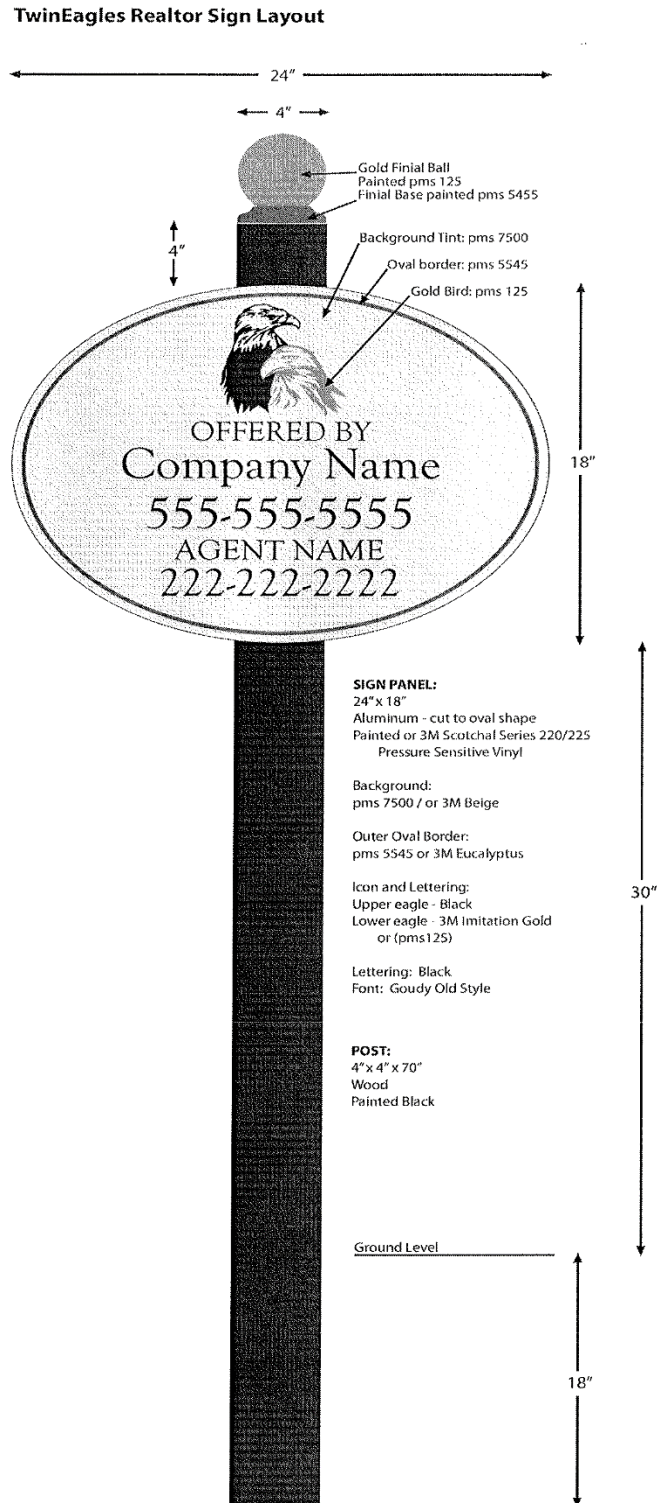 TwinEagles Realtor Sign Layout
24"
4"
Gold Finial Ball
Painted pms 125
Finial Base painted pms 5455
4"
Background Tint: pms 7500
Oval border: pms 5545
Gold Bird: pms 125
OFFERED BY
Company Name
555-555-5555
AGENT NAME
222-222-2222
18"
SIGN PANEL:
24" x 18"
Aluminum - cut to oval shape
Painted or 3M Scotchal Series 220/225
Pressure Sensitive Vinyl
Background:
pms 7500 / or 3M Beige
Outer Oval Border:
pms 5545 or 3M Eucalyptus
Icon and Lettering:
Upper eagle - Black
Lower eagle - 3M Imitation Gold
or (pms125)
Lettering: Black
Font: Goudy Old Style
30"
POST:
4" x 4" x 70"
Wood
Painted Black
Ground Level
18"